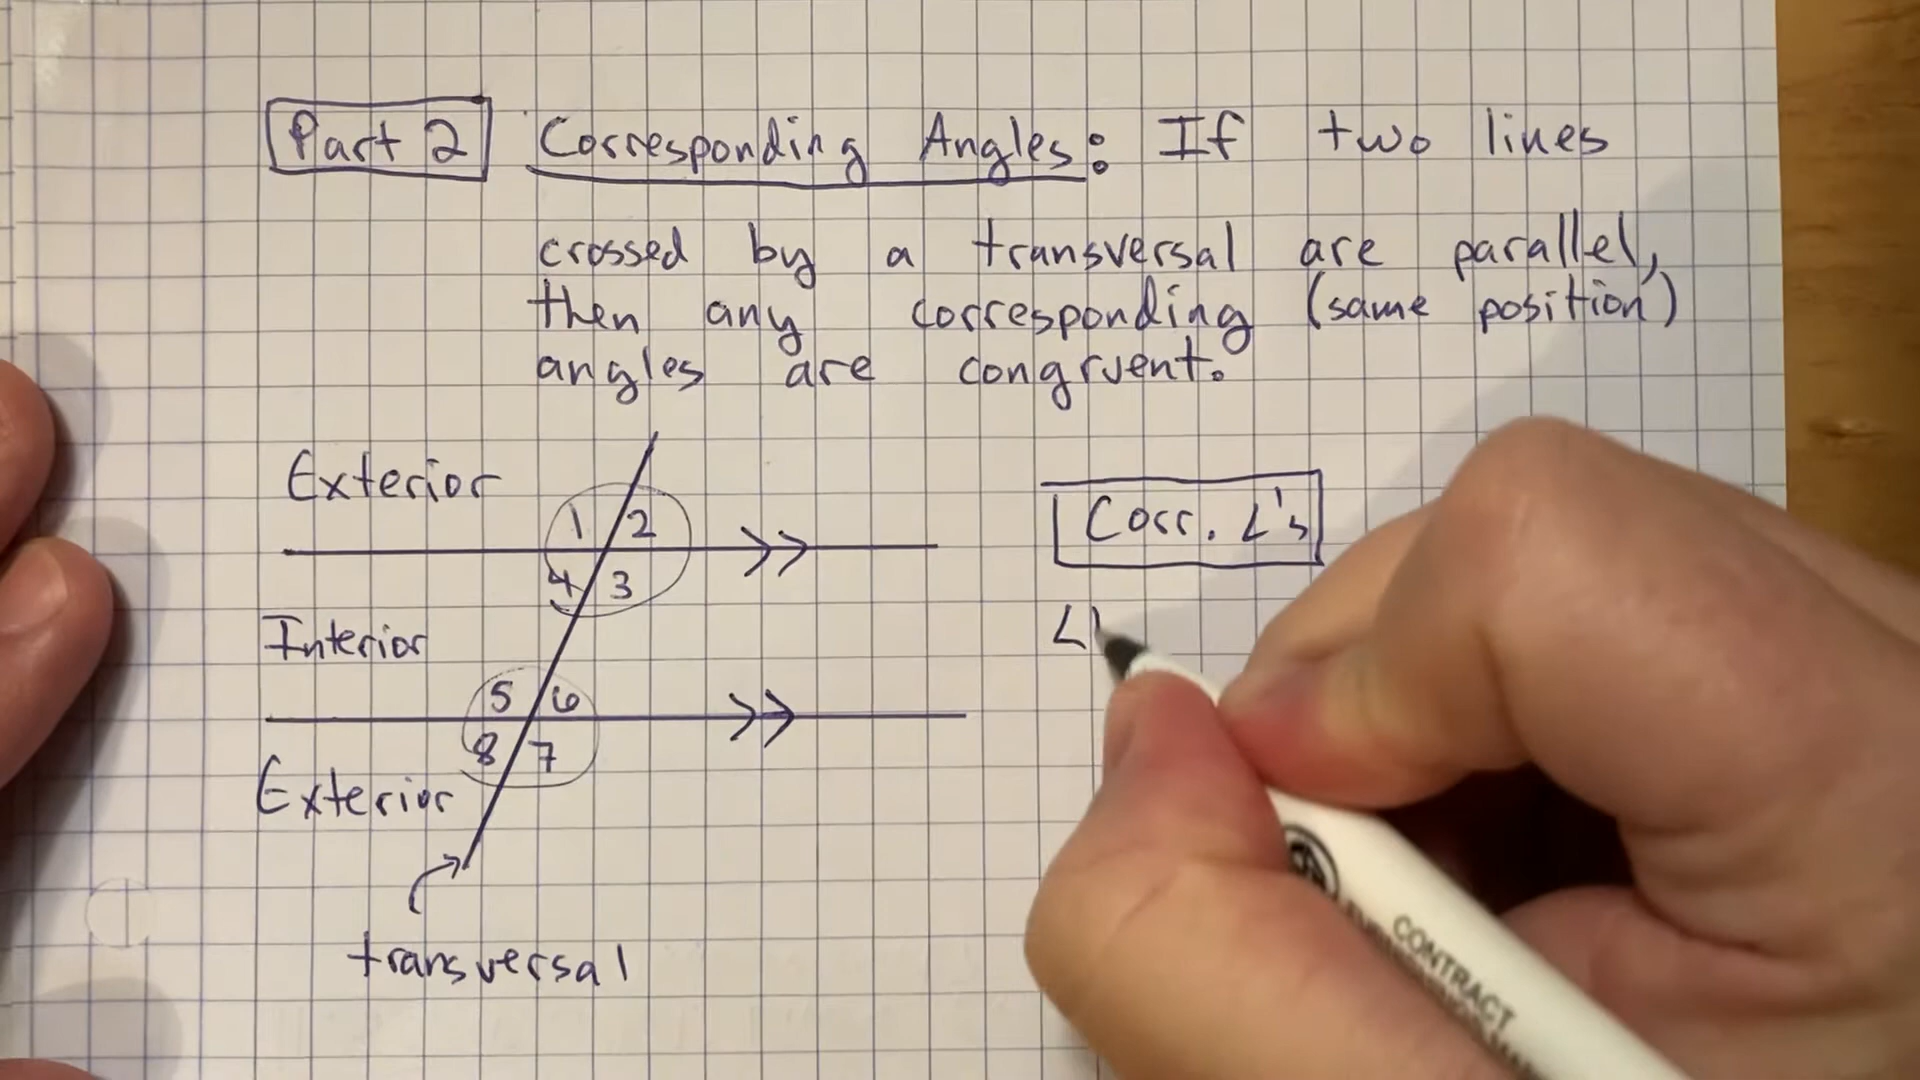 Part 2 Corresponding Angles: If two lines
crossed by a transversal are parallel,
then any corresponding (same position)
angles are congruent.
Exterior
1 2
4 3
Interior
5 6
8 7
Exterior
transversal
Corr. ∠'s
∠1
CONTRACT